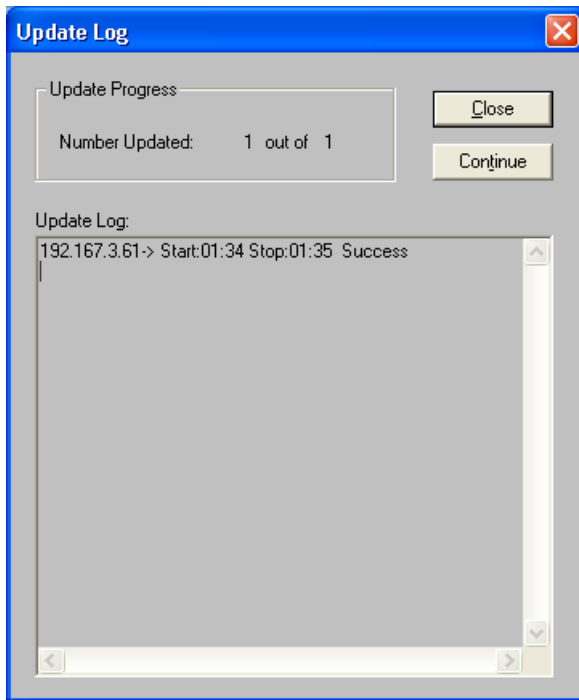 Update Log
Update Progress
Number Updated: 1 out of 1
Close
Continue
Update Log:
192.167.3.61-> Start:01:34 Stop:01:35 Success